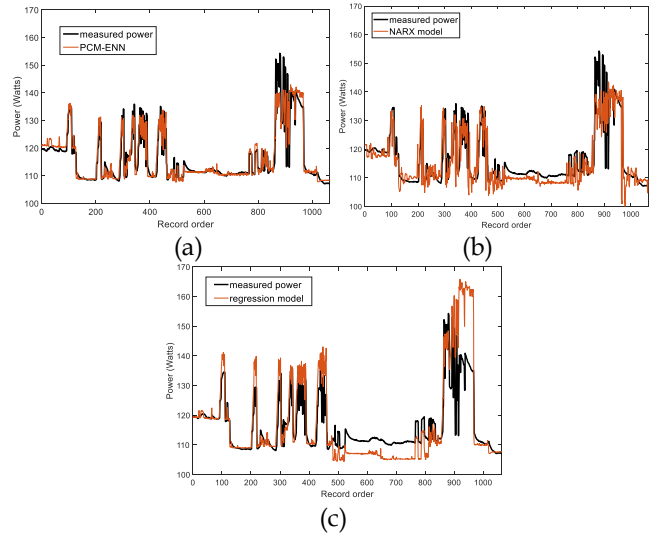 170
160
150
140
130
120
110
100
Power (Watts)
measured power
PCM-ENN
0 200 400 600 800 1000
Record order
(a)
170
160
150
140
130
120
110
100
Power (Watts)
measured power
NARX model
0 100 200 300 400 500 600 700 800 900 1000
Record order
(b)
170
160
150
140
130
120
110
100
Power (Watts)
measured power
regression model
0 100 200 300 400 500 600 700 800 900 1000
Record order
(c)